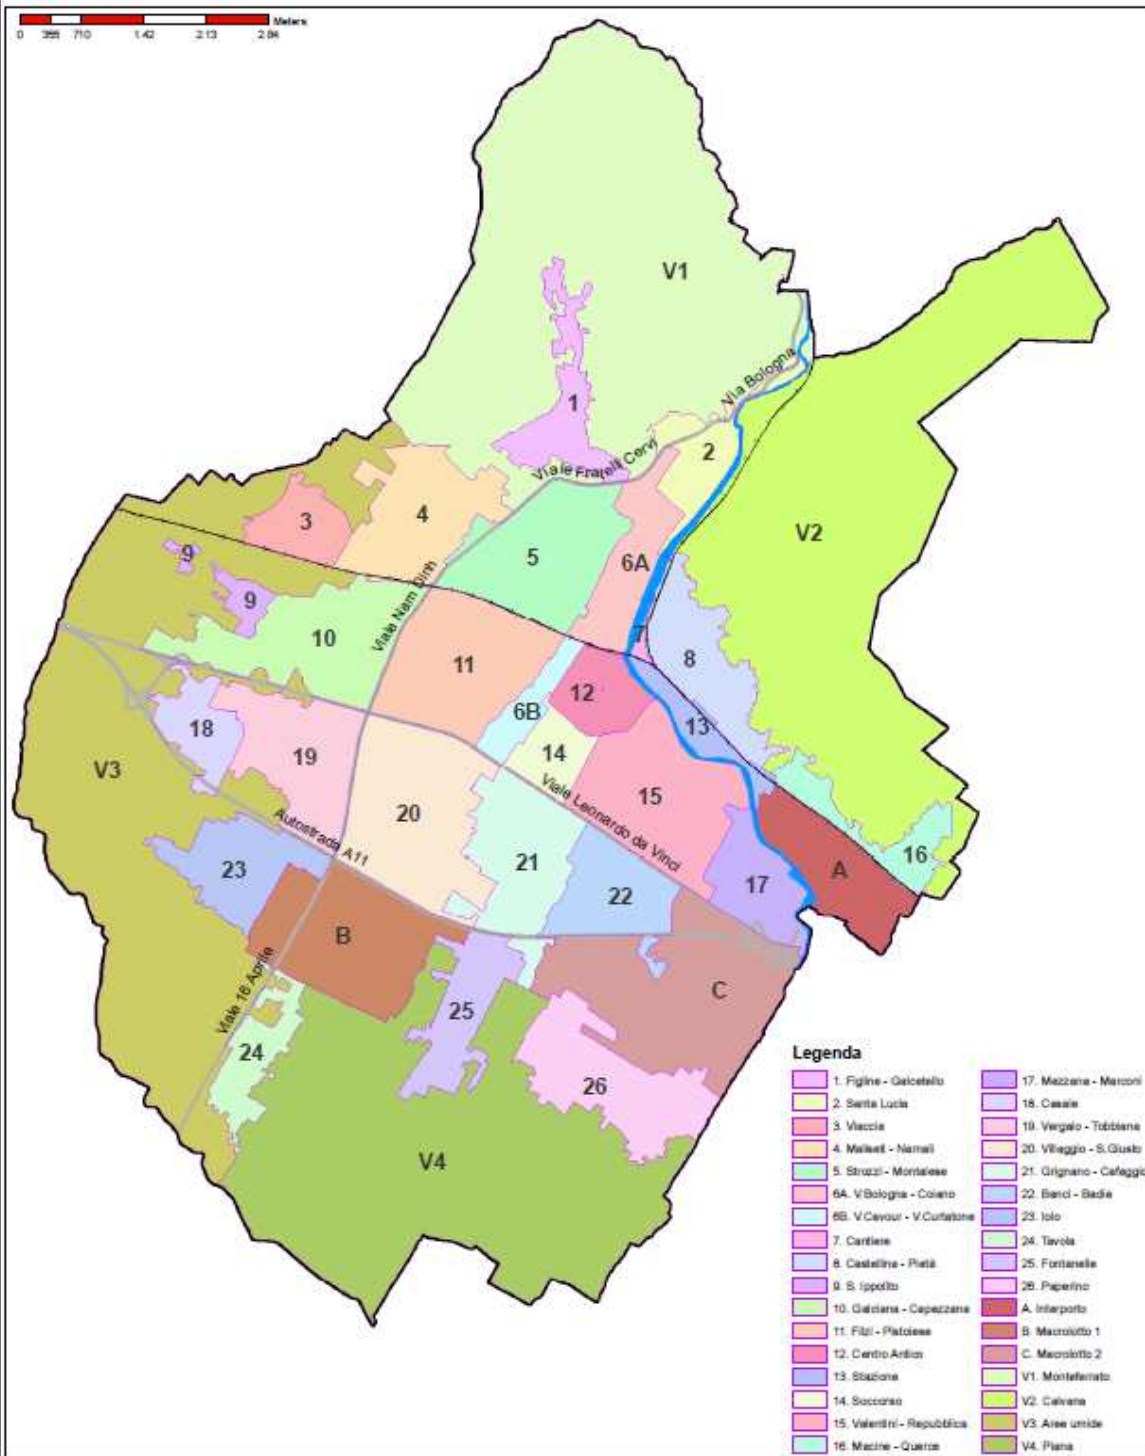 Meters
0 355 710 1.42 2.13 2.84
V1
1
Via Bologna
2
Viale Fratelli Cervi
3
4
5
6A
V2
9
9
Viale Nam Dinh
7
8
10
11
12
6B
13
18
14
19
V3
Viale Leonardo da Vinci
15
20
Autostrada A11
21
16
23
A
22
17
B
Viale 16 Aprile
C
25
24
26
V4
Legenda
1. Figline - Galcetello
2. Santa Lucia
3. Viaccia
4. Maliseti - Narnali
5. Strozzi - Montalese
6A. V.Bologna - Coiano
6B. V.Cavour - V.Curtatone
7. Cantiere
8. Castellina - Pietà
9. S. Ippolito
10. Galciana - Capezzana
11. Filzi - Pistoiese
12. Centro Antico
13. Stazione
14. Soccorso
15. Valentini - Repubblica
16. Macine - Querce
17. Mezzana - Marconi
18. Casale
19. Vergaio - Tobbiana
20. Villaggio - S.Giusto
21. Grignano - Cafaggio
22. Banci - Badie
23. Iolo
24. Tavola
25. Fontanelle
26. Paperino
A. Interporto
B. Macrolotto 1
C. Macrolotto 2
V1. Monteferrato
V2. Calvana
V3. Aree umide
V4. Piana